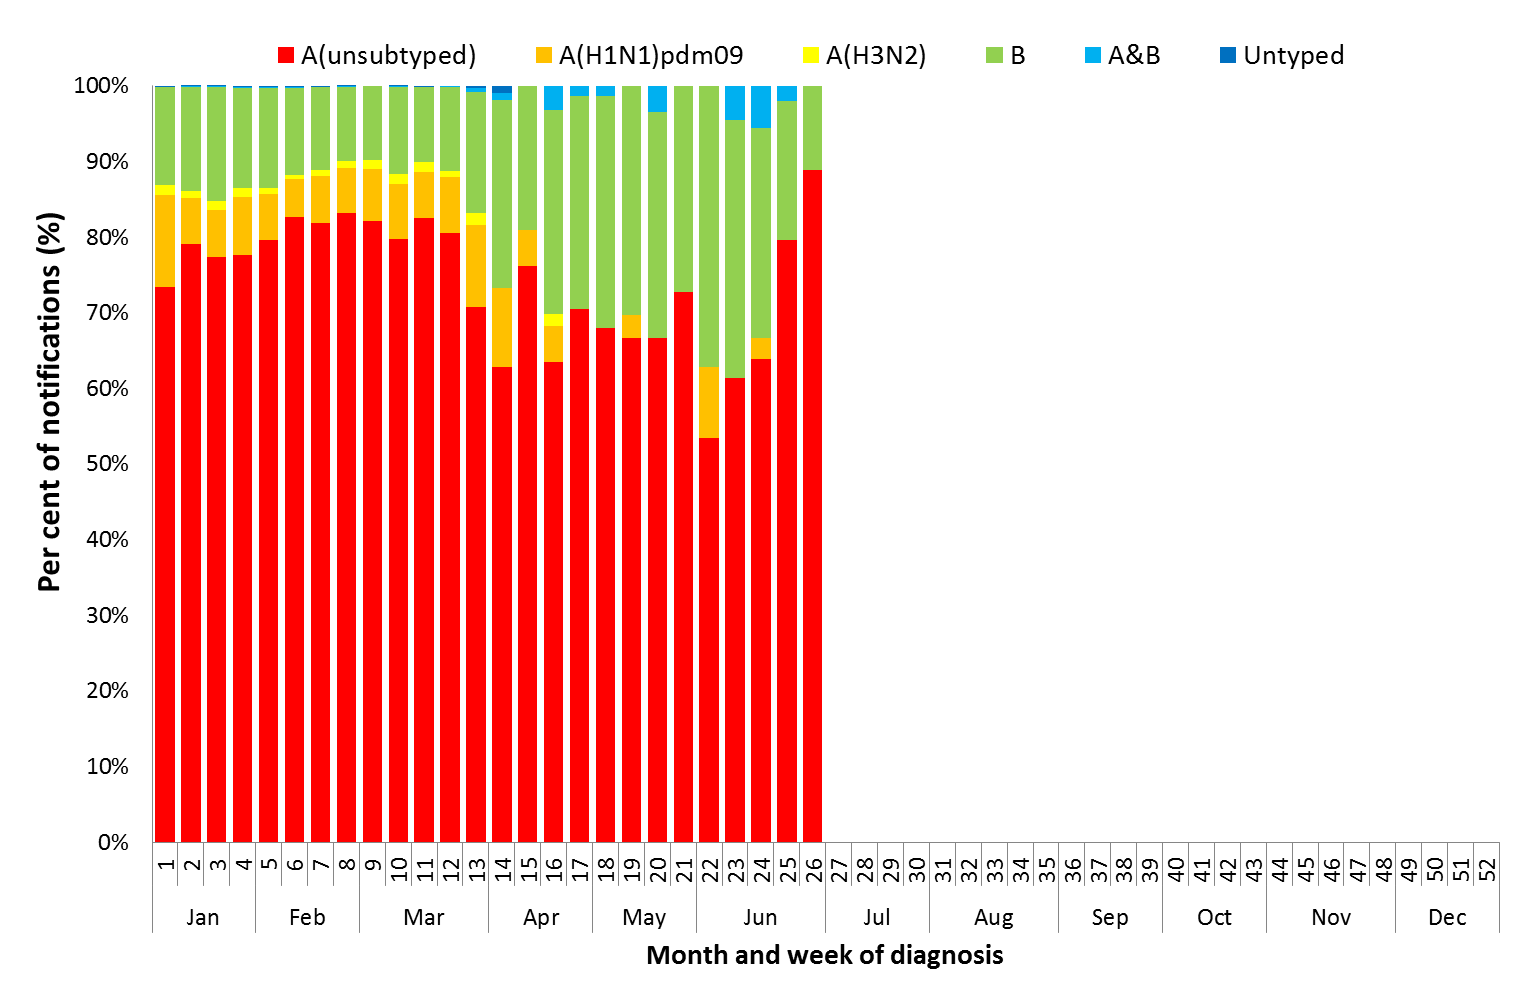 A(unsubtyped) A(H1N1)pdm09 A(H3N2) B A&B Untyped
100%
90%
80%
70%
60%
50%
40%
30%
20%
10%
0%
Per cent of notifications (%)
1 2 3 4 5 6 7 8 9 10 11 12 13 14 15 16 17 18 19 20 21 22 23 24 25 26 27 28 29 30 31 32 33 34 35 36 37 38 39 40 41 42 43 44 45 46 47 48 49 50 51 52
Jan Feb Mar Apr May Jun Jul Aug Sep Oct Nov Dec
Month and week of diagnosis